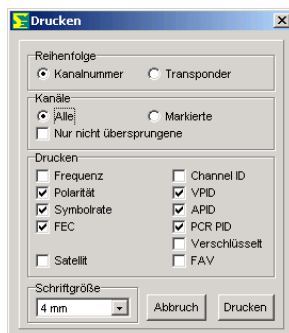 Drucken
Reihenfolge
Kanalnummer Transponder
Kanäle
Alle Markierte
Nur nicht übersprungene
Drucken
Frequenz Channel ID
Polarität VPID
Symbolrate APID
FEC PCR PID
Verschlüsselt
Satellit FAV
Schriftgröße
4 mm Abbruch Drucken